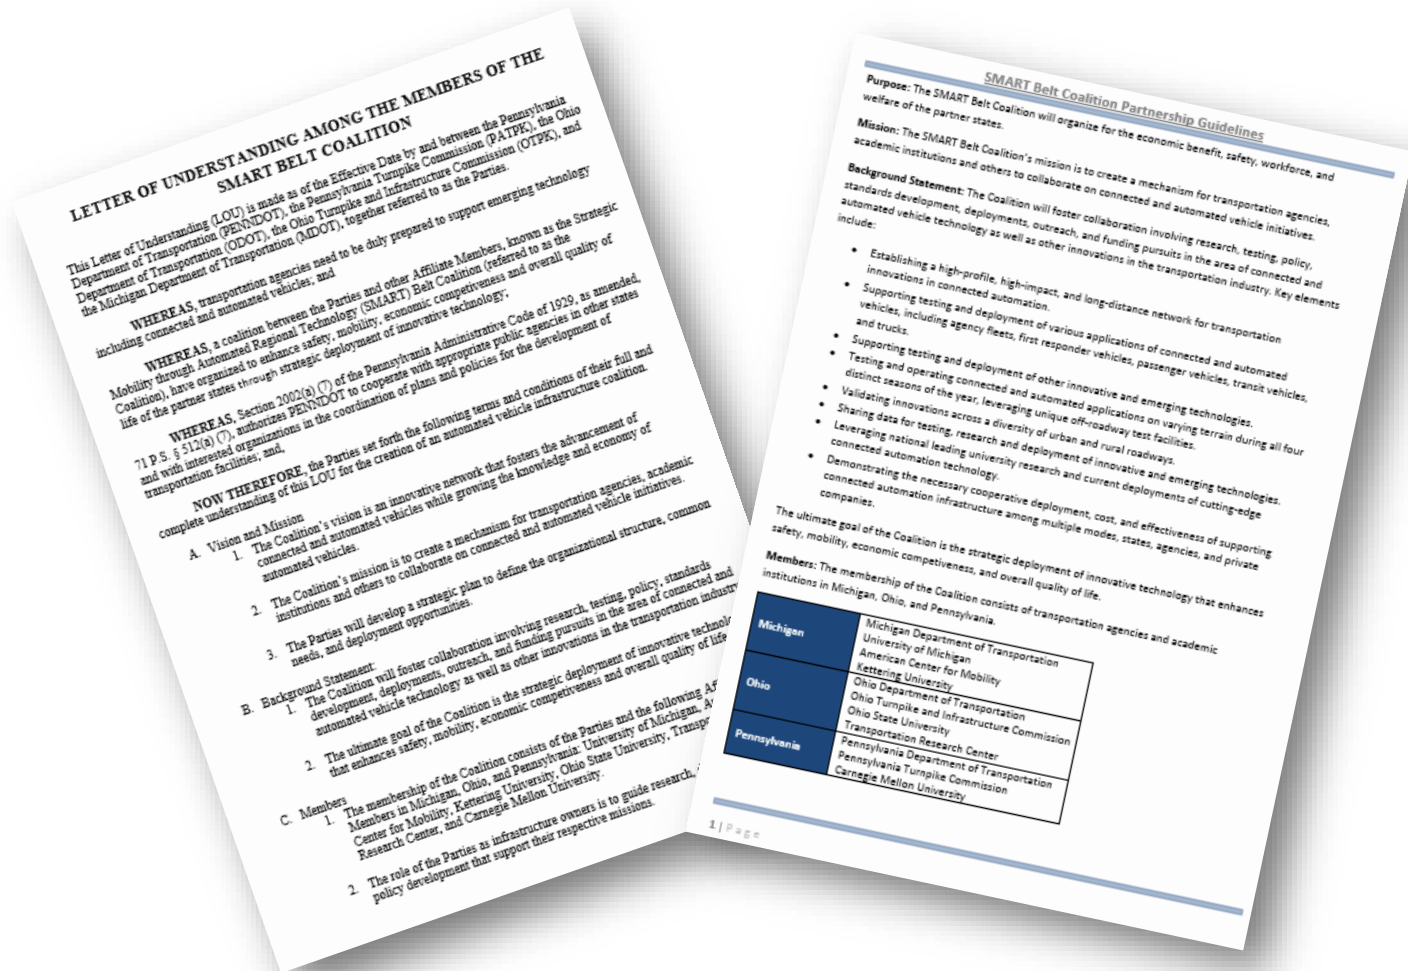 LETTER OF UNDERSTANDING AMONG THE MEMBERS OF THE
SMART BELT COALITION
This Letter of Understanding (LOU) is made as of the Effective Date by and between the Pennsylvania
Department of Transportation (PENNDOT), the Pennsylvania Turnpike Commission (PATPK), the Ohio
Department of Transportation (ODOT), the Ohio Turnpike and Infrastructure Commission (OTPK), and
the Michigan Department of Transportation (MDOT), together referred to as the Parties.
WHEREAS, transportation agencies need to be duly prepared to support emerging technology
including connected and automated vehicles; and
WHEREAS, a coalition between the Parties and other Affiliate Members, known as the Strategic
Mobility through Automated Regional Technology (SMART) Belt Coalition (referred to as the
Coalition), have organized to enhance safety, mobility, economic competiveness and overall quality of
life of the partner states through strategic deployment of innovative technology;
WHEREAS, Section 2002(a) (7) of the Pennsylvania Administrative Code of 1929, as amended,
71 P.S. § 512(a) (7), authorizes PENNDOT to cooperate with appropriate public agencies in other states
and with interested organizations in the coordination of plans and policies for the development of
transportation facilities; and,
NOW THEREFORE, the Parties set forth the following terms and conditions of their full and
complete understanding of this LOU for the creation of an automated vehicle infrastructure coalition.
A. Vision and Mission
1. The Coalition's vision is an innovative network that fosters the advancement of
connected and automated vehicles while growing the knowledge and economy of
automated vehicles.
2. The Coalition's mission is to create a mechanism for transportation agencies, academic
institutions and others to collaborate on connected and automated vehicle initiatives.
3. The Parties will develop a strategic plan to define the organizational structure, common
needs, and deployment opportunities.
B. Background Statement:
1. The Coalition will foster collaboration involving research, testing, policy, standards
development, deployments, outreach, and funding pursuits in the area of connected and
automated vehicle technology as well as other innovations in the transportation industry
2. The ultimate goal of the Coalition is the strategic deployment of innovative technolo
that enhances safety, mobility, economic competiveness and overall quality of life
C. Members
1. The membership of the Coalition consists of the Parties and the following Af
Members in Michigan, Ohio, and Pennsylvania: University of Michigan, A
Center for Mobility, Kettering University, Ohio State University, Transpo
Research Center, and Carnegie Mellon University.
2. The role of the Parties as infrastructure owners is to guide research,
policy development that support their respective missions.
SMART Belt Coalition Partnership Guidelines
Purpose: The SMART Belt Coalition will organize for the economic benefit, safety, workforce, and
welfare of the partner states.
Mission: The SMART Belt Coalition's mission is to create a mechanism for transportation agencies,
academic institutions and others to collaborate on connected and automated vehicle initiatives.
Background Statement: The Coalition will foster collaboration involving research, testing, policy,
standards development, deployments, outreach, and funding pursuits in the area of connected and
automated vehicle technology as well as other innovations in the transportation industry. Key elements
include:
• Establishing a high-profile, high-impact, and long-distance network for transportation
innovations in connected automation.
• Supporting testing and deployment of various applications of connected and automated
vehicles, including agency fleets, first responder vehicles, passenger vehicles, transit vehicles,
and trucks.
• Supporting testing and deployment of other innovative and emerging technologies.
• Testing and operating connected and automated applications on varying terrain during all four
distinct seasons of the year, leveraging unique off-roadway test facilities.
• Validating innovations across a diversity of urban and rural roadways.
• Sharing data for testing, research and deployment of innovative and emerging technologies.
• Leveraging national leading university research and current deployments of cutting-edge
connected automation technology.
• Demonstrating the necessary cooperative deployment, cost, and effectiveness of supporting
connected automation infrastructure among multiple modes, states, agencies, and private
companies.
The ultimate goal of the Coalition is the strategic deployment of innovative technology that enhances
safety, mobility, economic competiveness, and overall quality of life.
Members: The membership of the Coalition consists of transportation agencies and academic
institutions in Michigan, Ohio, and Pennsylvania.
Michigan
Michigan Department of Transportation
University of Michigan
American Center for Mobility
Kettering University
Ohio
Ohio Department of Transportation
Ohio Turnpike and Infrastructure Commission
Ohio State University
Transportation Research Center
Pennsylvania
Pennsylvania Department of Transportation
Pennsylvania Turnpike Commission
Carnegie Mellon University
1 | Page